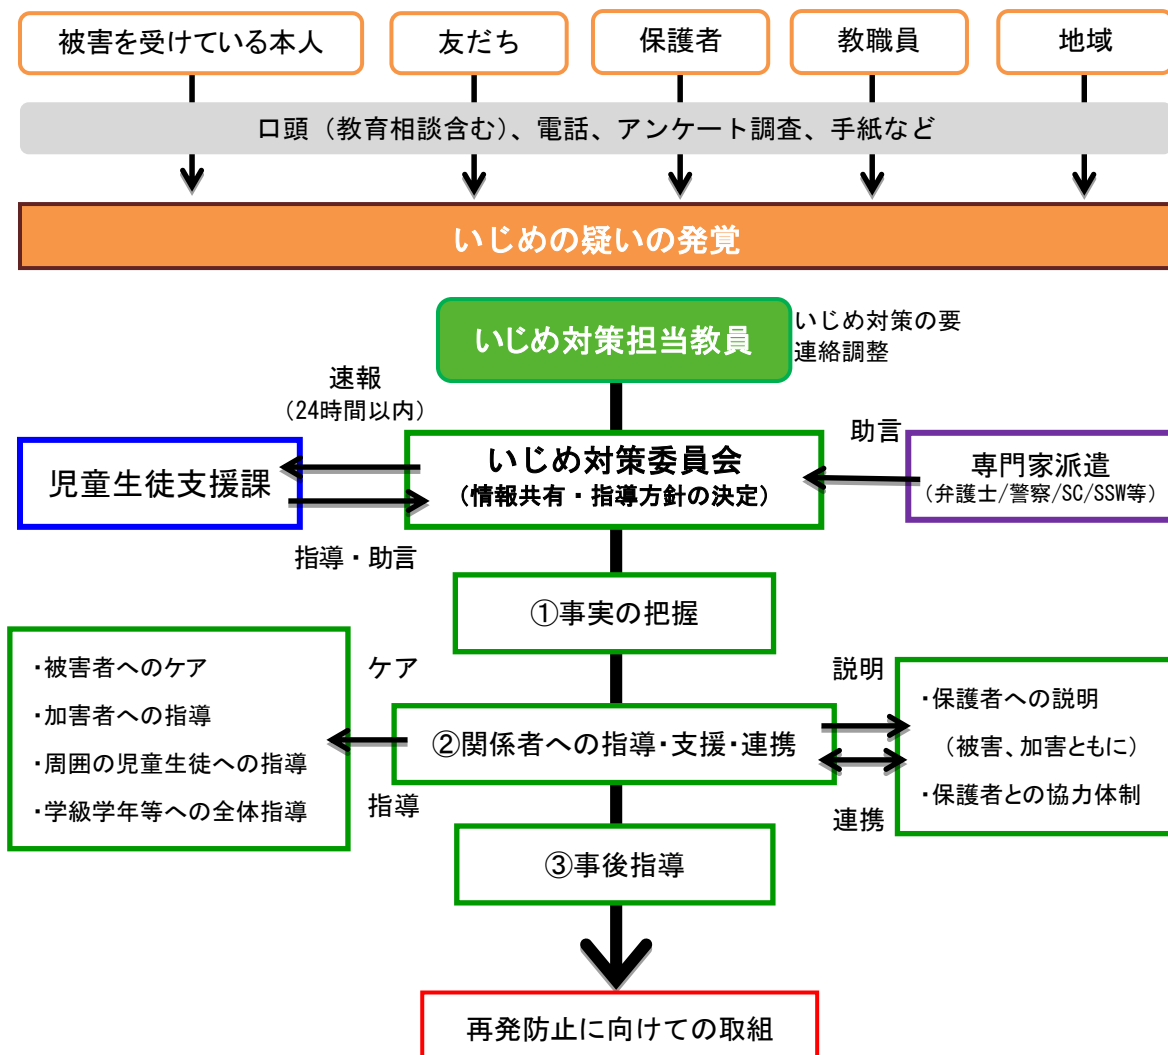 被害を受けている本人
友だち
保護者
教職員
地域
口頭（教育相談含む）、電話、アンケート調査、手紙など
いじめの疑いの発覚
いじめ対策担当教員
いじめ対策の要
連絡調整
速報
（24時間以内）
児童生徒支援課
いじめ対策委員会
（情報共有・指導方針の決定）
助言
専門家派遣
（弁護士/警察/SC/SSW等）
指導・助言
①事実の把握
・被害者へのケア
・加害者への指導
・周囲の児童生徒への指導
・学級学年等への全体指導
ケア
指導
②関係者への指導・支援・連携
説明
連携
・保護者への説明
（被害、加害ともに）
・保護者との協力体制
③事後指導
再発防止に向けての取組